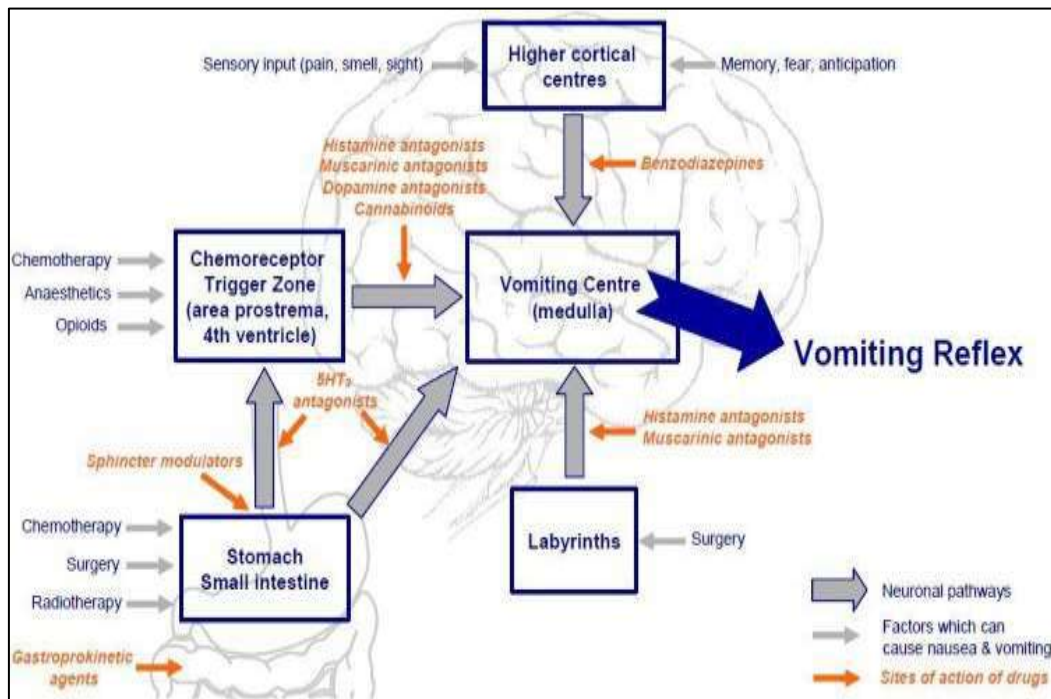 Higher cortical
centres
Sensory input (pain, smell, sight)
Memory, fear, anticipation
Histamine antagonists
Muscarinic antagonists
Dopamine antagonists
Cannabinoids
Benzodiazepines
Chemotherapy
Anaesthetics
Opioids
Chemoreceptor
Trigger Zone
(area prostrema,
4th ventricle)
Vomiting Centre
(medulla)
Vomiting Reflex
5HT₃
antagonists
Histamine antagonists
Muscarinic antagonists
Sphincter modulators
Chemotherapy
Surgery
Radiotherapy
Stomach
Small intestine
Labyrinths
Surgery
Gastroprokinetic
agents
Neuronal pathways
Factors which can
cause nausea & vomiting
Sites of action of drugs